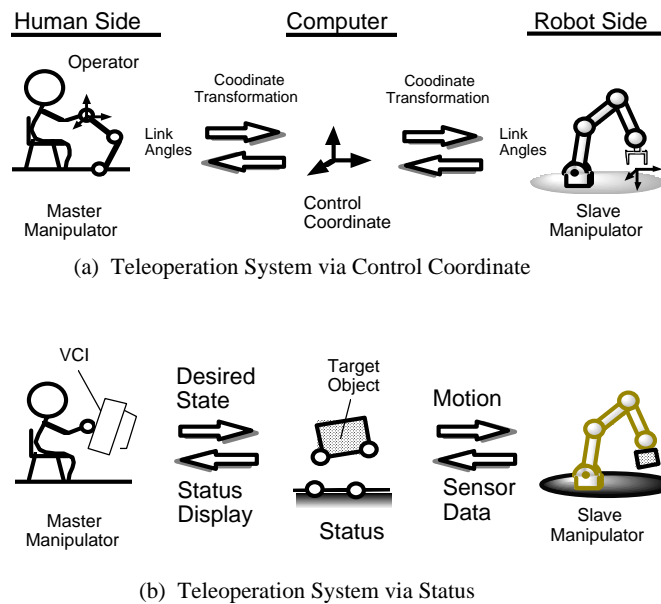 Human Side
Computer
Robot Side
Operator
Coodinate
Transformation
Coodinate
Transformation
Link
Angles
Link
Angles
Control
Coordinate
Master
Manipulator
Slave
Manipulator
(a) Teleoperation System via Control Coordinate
VCI
Desired
State
Target
Object
Motion
Status
Display
Sensor
Data
Status
Master
Manipulator
Slave
Manipulator
(b) Teleoperation System via Status